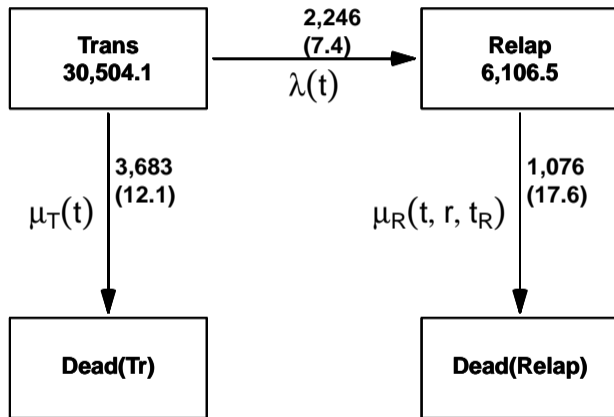 Trans
30,504.1
2,246
(7.4)
λ(t)
Relap
6,106.5
3,683
(12.1)
μT(t)
1,076
(17.6)
μR(t, r, tR)
Dead(Tr)
Dead(Relap)